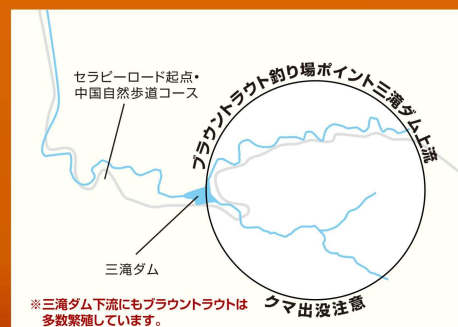 ブラウントラウト釣り場ポイント三滝ダム上流
セラピーロード起点・
中国自然歩道コース
三滝ダム
クマ出没注意
※三滝ダム下流にもブラウントラウトは
多数繁殖しています。